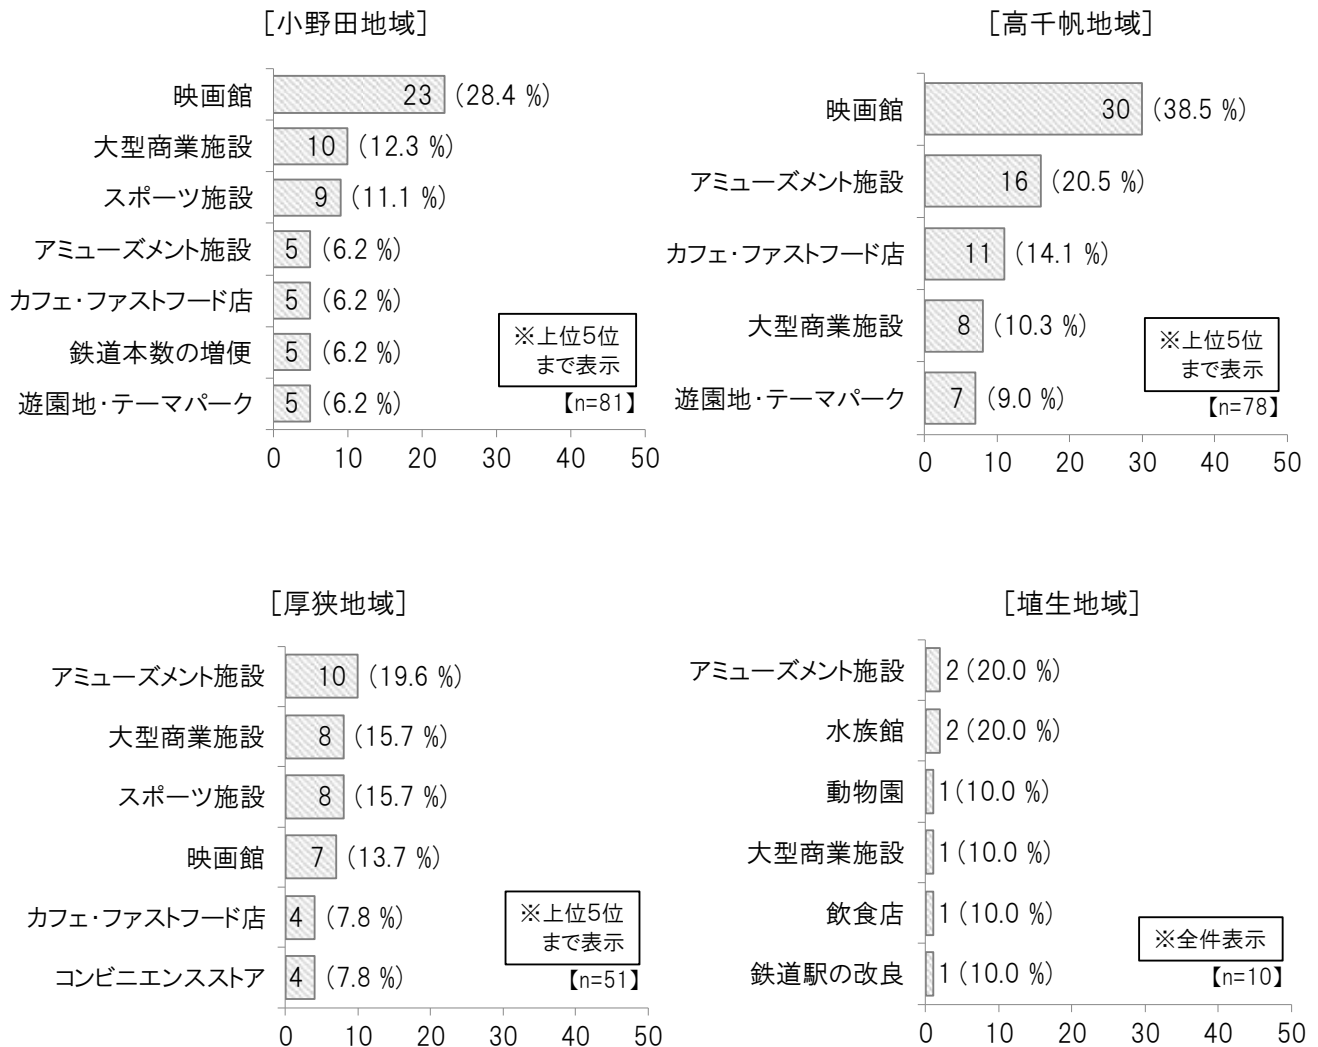 ［小野田地域］
映画館 23 （28.4 %）
大型商業施設 10 （12.3 %）
スポーツ施設 9 （11.1 %）
アミューズメント施設 5 （6.2 %）
カフェ・ファストフード店 5 （6.2 %）
鉄道本数の増便 5 （6.2 %）
遊園地・テーマパーク 5 （6.2 %）
※上位５位
まで表示
【n=81】
0 10 20 30 40 50
［高千帆地域］
映画館 30 （38.5 %）
アミューズメント施設 16 （20.5 %）
カフェ・ファストフード店 11 （14.1 %）
大型商業施設 8 （10.3 %）
遊園地・テーマパーク 7 （9.0 %）
※上位５位
まで表示
【n=78】
0 10 20 30 40 50
［厚狭地域］
アミューズメント施設 10 （19.6 %）
大型商業施設 8 （15.7 %）
スポーツ施設 8 （15.7 %）
映画館 7 （13.7 %）
カフェ・ファストフード店 4 （7.8 %）
コンビニエンスストア 4 （7.8 %）
※上位５位
まで表示
【n=51】
0 10 20 30 40 50
［埴生地域］
アミューズメント施設 2 （20.0 %）
水族館 2 （20.0 %）
動物園 1 （10.0 %）
大型商業施設 1 （10.0 %）
飲食店 1 （10.0 %）
鉄道駅の改良 1 （10.0 %）
※全件表示
【n=10】
0 10 20 30 40 50